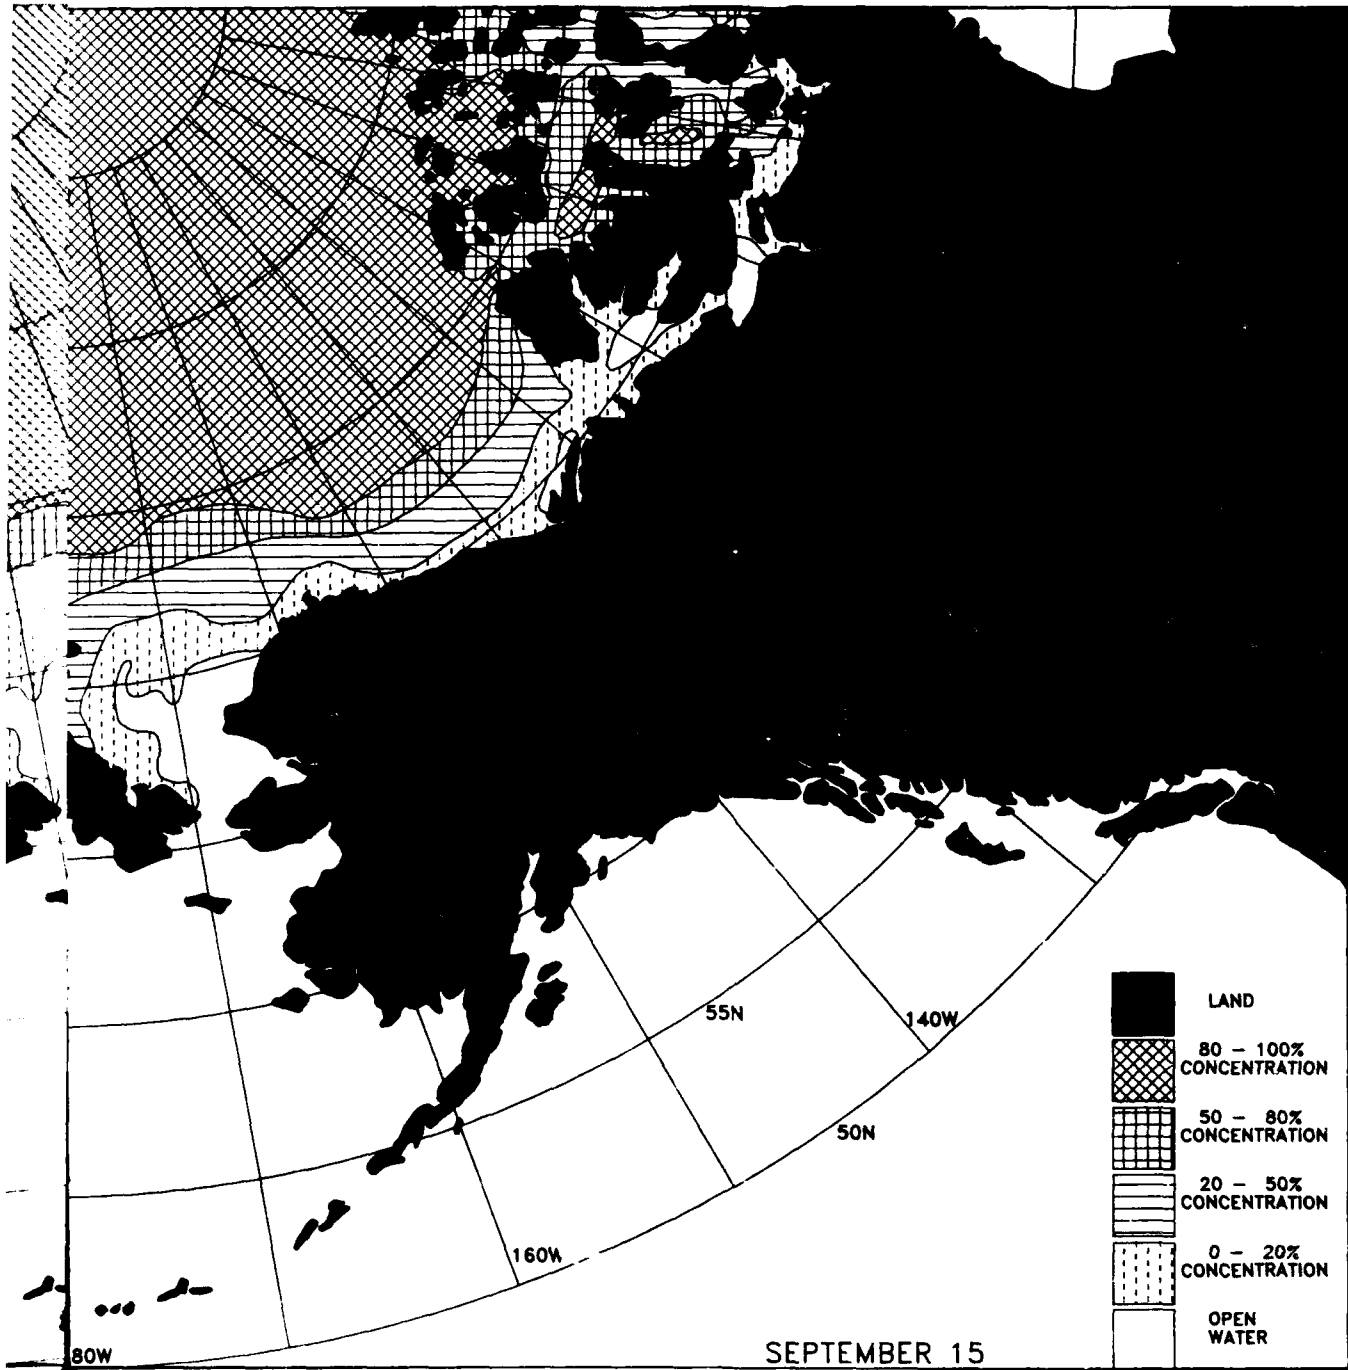 55N
140W
50N
160W
80W
SEPTEMBER 15
LAND
80 - 100%
CONCENTRATION
50 - 80%
CONCENTRATION
20 - 50%
CONCENTRATION
0 - 20%
CONCENTRATION
OPEN
WATER